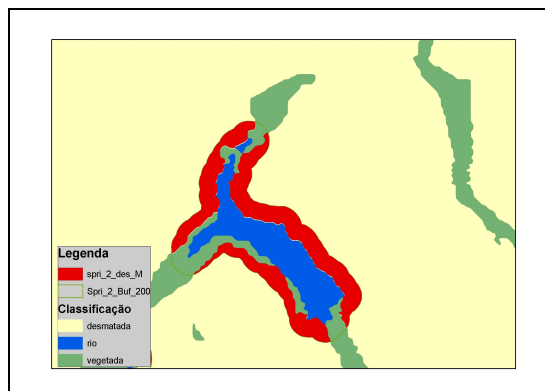 Legenda
spri_2_des_M
Spri_2_Buf_200
Classificação
desmatada
rio
vegetada